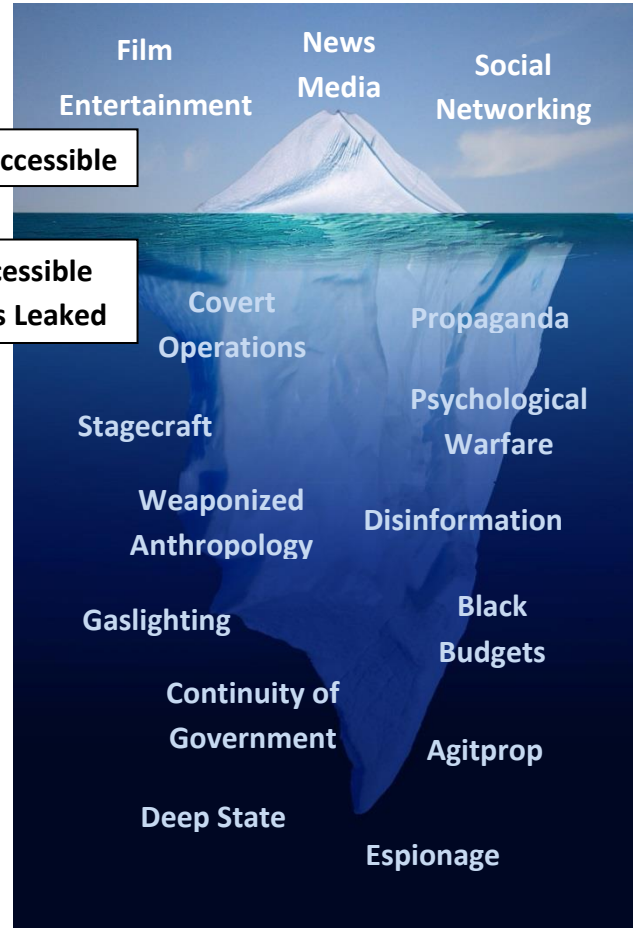 Film
Entertainment
News
Media
Social
Networking
ccessible
cessible
s Leaked
Covert
Operations
Propaganda
Psychological
Warfare
Stagecraft
Weaponized
Anthropology
Disinformation
Gaslighting
Black
Budgets
Continuity of
Government
Agitprop
Deep State
Espionage